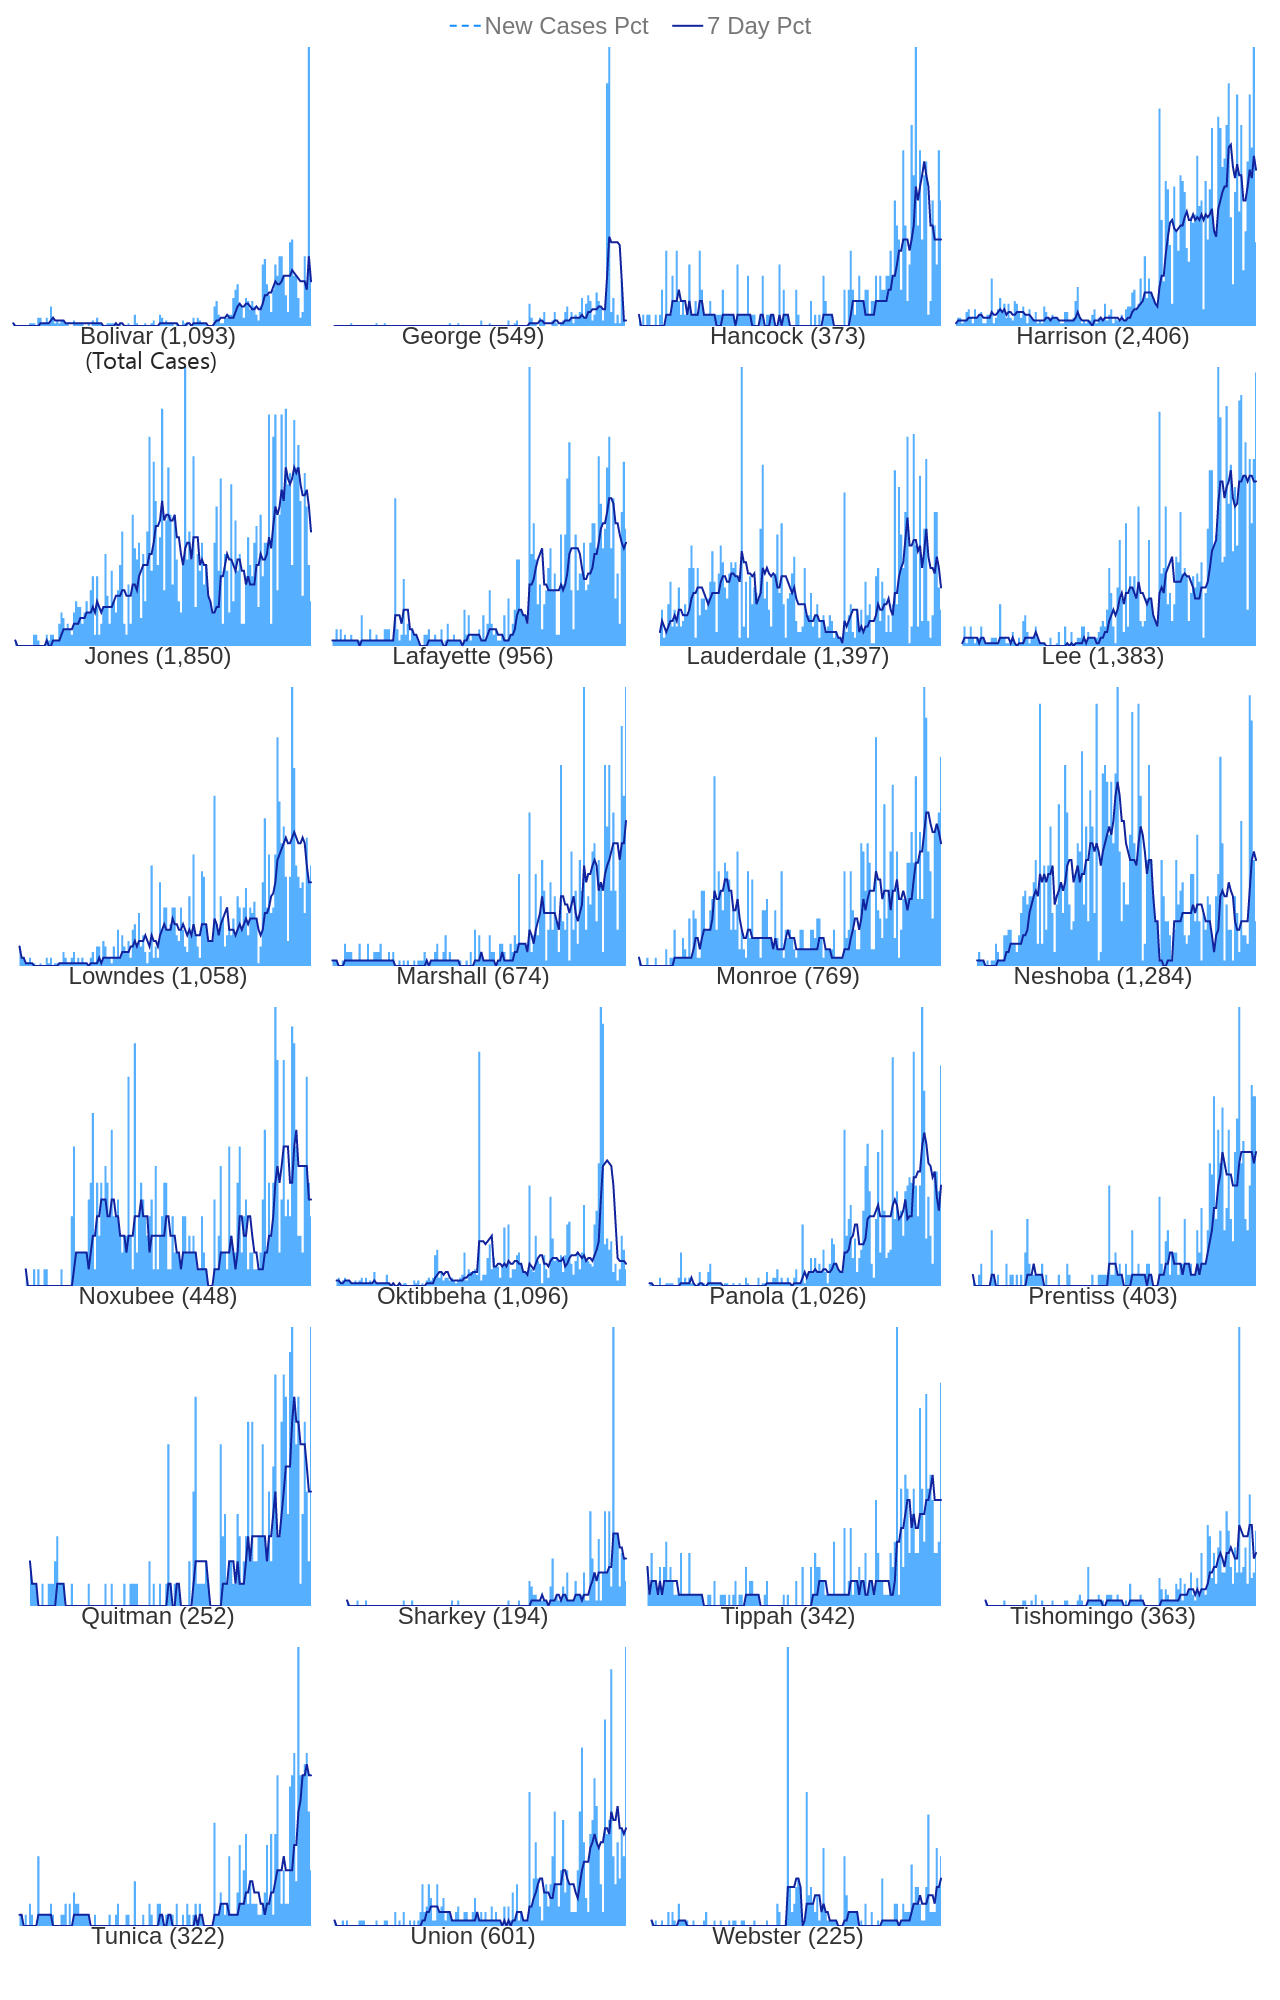 New Cases Pct 7 Day Pct
Bolivar (1,093) George (549) Hancock (373) Harrison (2,406)
(Total Cases)
Jones (1,850) Lafayette (956) Lauderdale (1,397) Lee (1,383)
Lowndes (1,058) Marshall (674) Monroe (769) Neshoba (1,284)
Noxubee (448) Oktibbeha (1,096) Panola (1,026) Prentiss (403)
Quitman (252) Sharkey (194) Tippah (342) Tishomingo (363)
Tunica (322) Union (601) Webster (225)